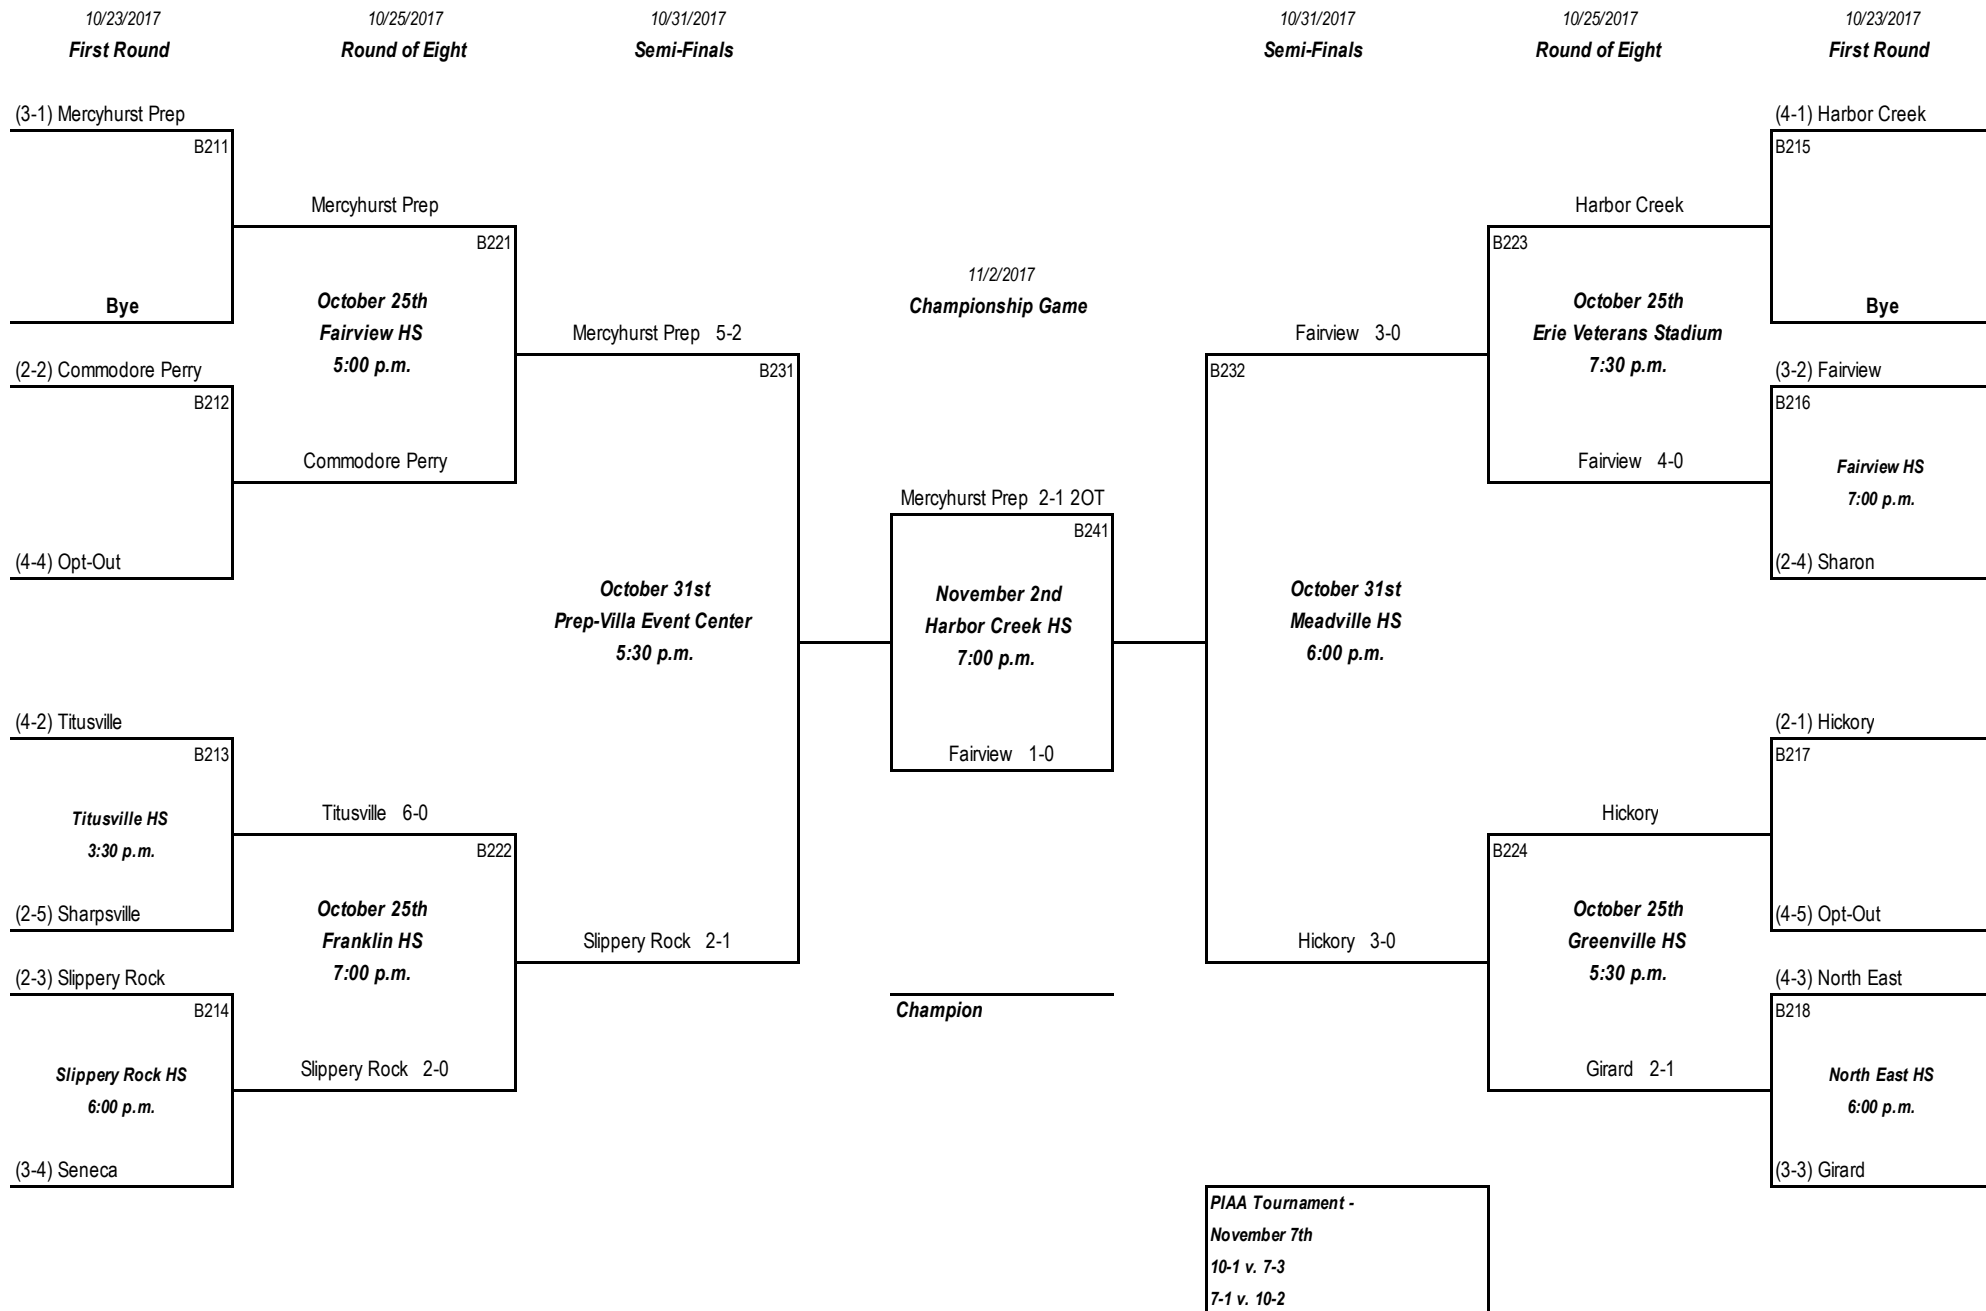 10/23/2017 10/25/2017 10/31/2017 10/31/2017 10/25/2017 10/23/2017
First Round Round of Eight Semi-Finals Semi-Finals Round of Eight First Round
(3-1) Mercyhurst Prep (4-1) Harbor Creek
B211 B215
Mercyhurst Prep Harbor Creek
B221 B223
11/2/2017
Bye October 25th Championship Game October 25th Bye
Fairview HS Mercyhurst Prep 5-2 Fairview 3-0 Erie Veterans Stadium
(2-2) Commodore Perry 5:00 p.m. B231 B232 7:30 p.m. (3-2) Fairview
B212 B216
Commodore Perry Fairview 4-0 Fairview HS
Mercyhurst Prep 2-1 2OT 7:00 p.m.
B241
(4-4) Opt-Out (2-4) Sharon
October 31st November 2nd October 31st
Prep-Villa Event Center Harbor Creek HS Meadville HS
5:30 p.m. 7:00 p.m. 6:00 p.m.
(4-2) Titusville (2-1) Hickory
B213 Fairview 1-0 B217
Titusville HS Titusville 6-0 Hickory
3:30 p.m. B222 B224
(2-5) Sharpsville October 25th October 25th (4-5) Opt-Out
Franklin HS Slippery Rock 2-1 Hickory 3-0 Greenville HS
(2-3) Slippery Rock 7:00 p.m. 5:30 p.m. (4-3) North East
B214 Champion B218
Slippery Rock HS Slippery Rock 2-0 Girard 2-1 North East HS
6:00 p.m. 6:00 p.m.
(3-4) Seneca (3-3) Girard
PIAA Tournament -
November 7th
10-1 v. 7-3
7-1 v. 10-2